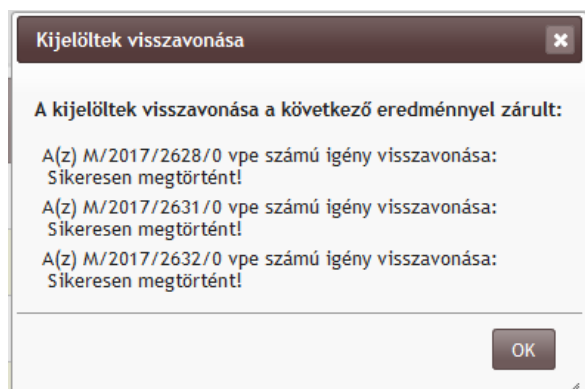 Kijelöltek visszavonása
A kijelöltek visszavonása a következő eredménnyel zárult:
A(z) M/2017/2628/0 vpe számú igény visszavonása:
Sikeresen megtörtént!
A(z) M/2017/2631/0 vpe számú igény visszavonása:
Sikeresen megtörtént!
A(z) M/2017/2632/0 vpe számú igény visszavonása:
Sikeresen megtörtént!
OK